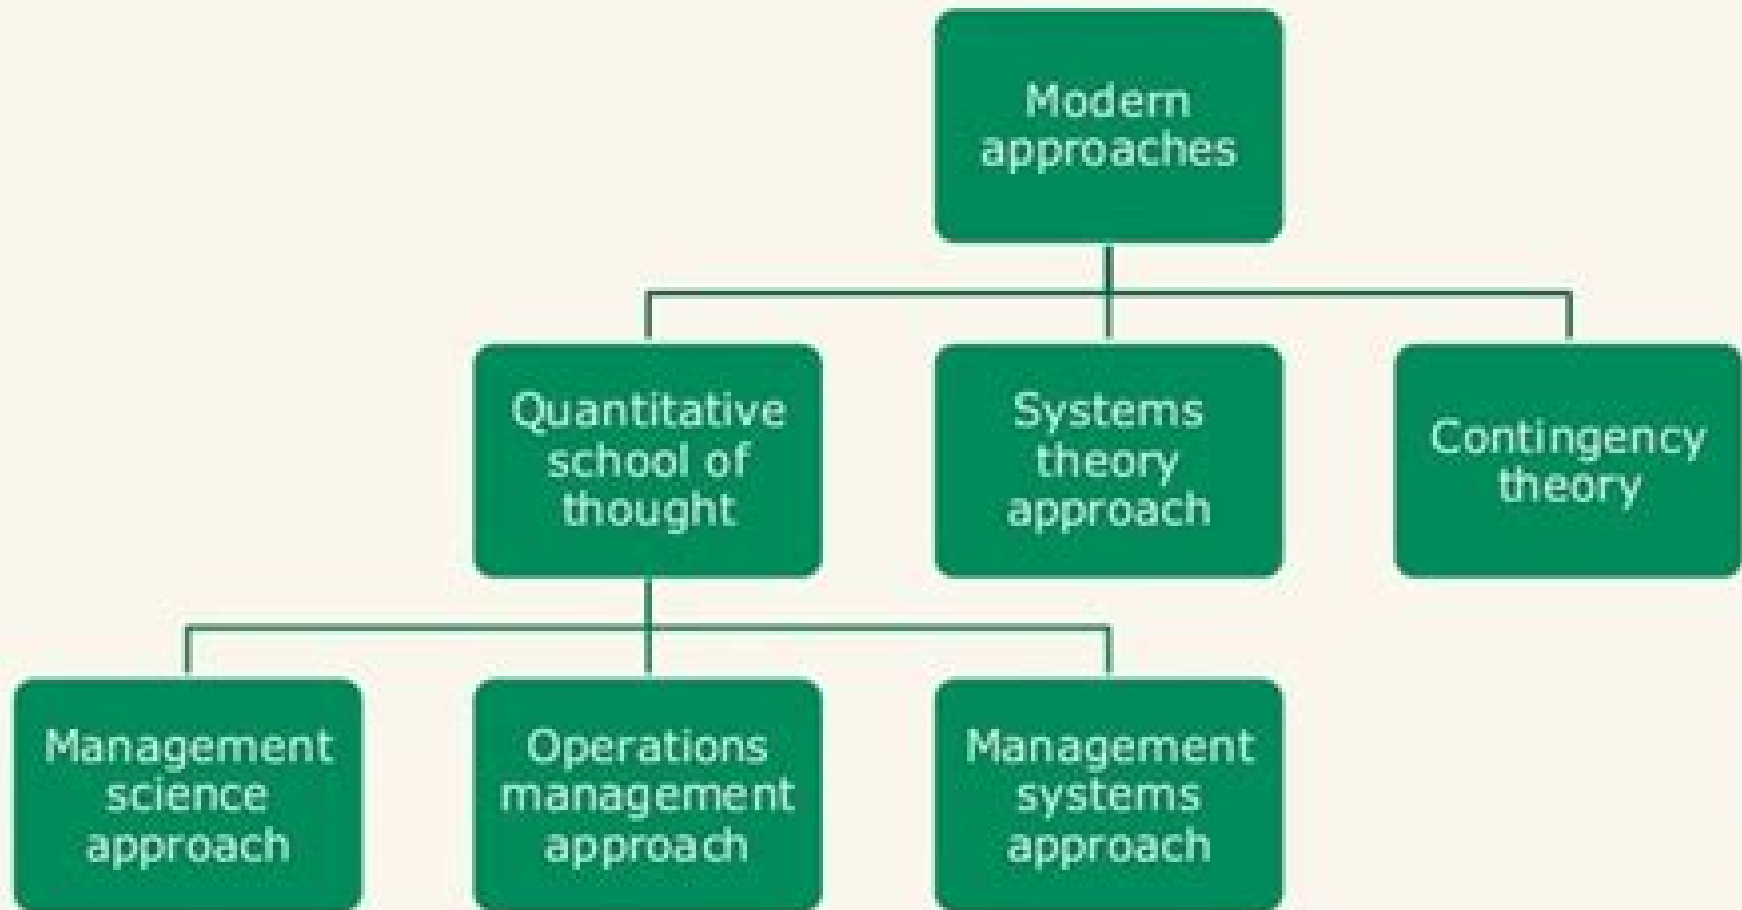 Modern
approaches
Quantitative
school of
thought
Systems
theory
approach
Contingency
theory
Management
science
approach
Operations
management
approach
Management
systems
approach